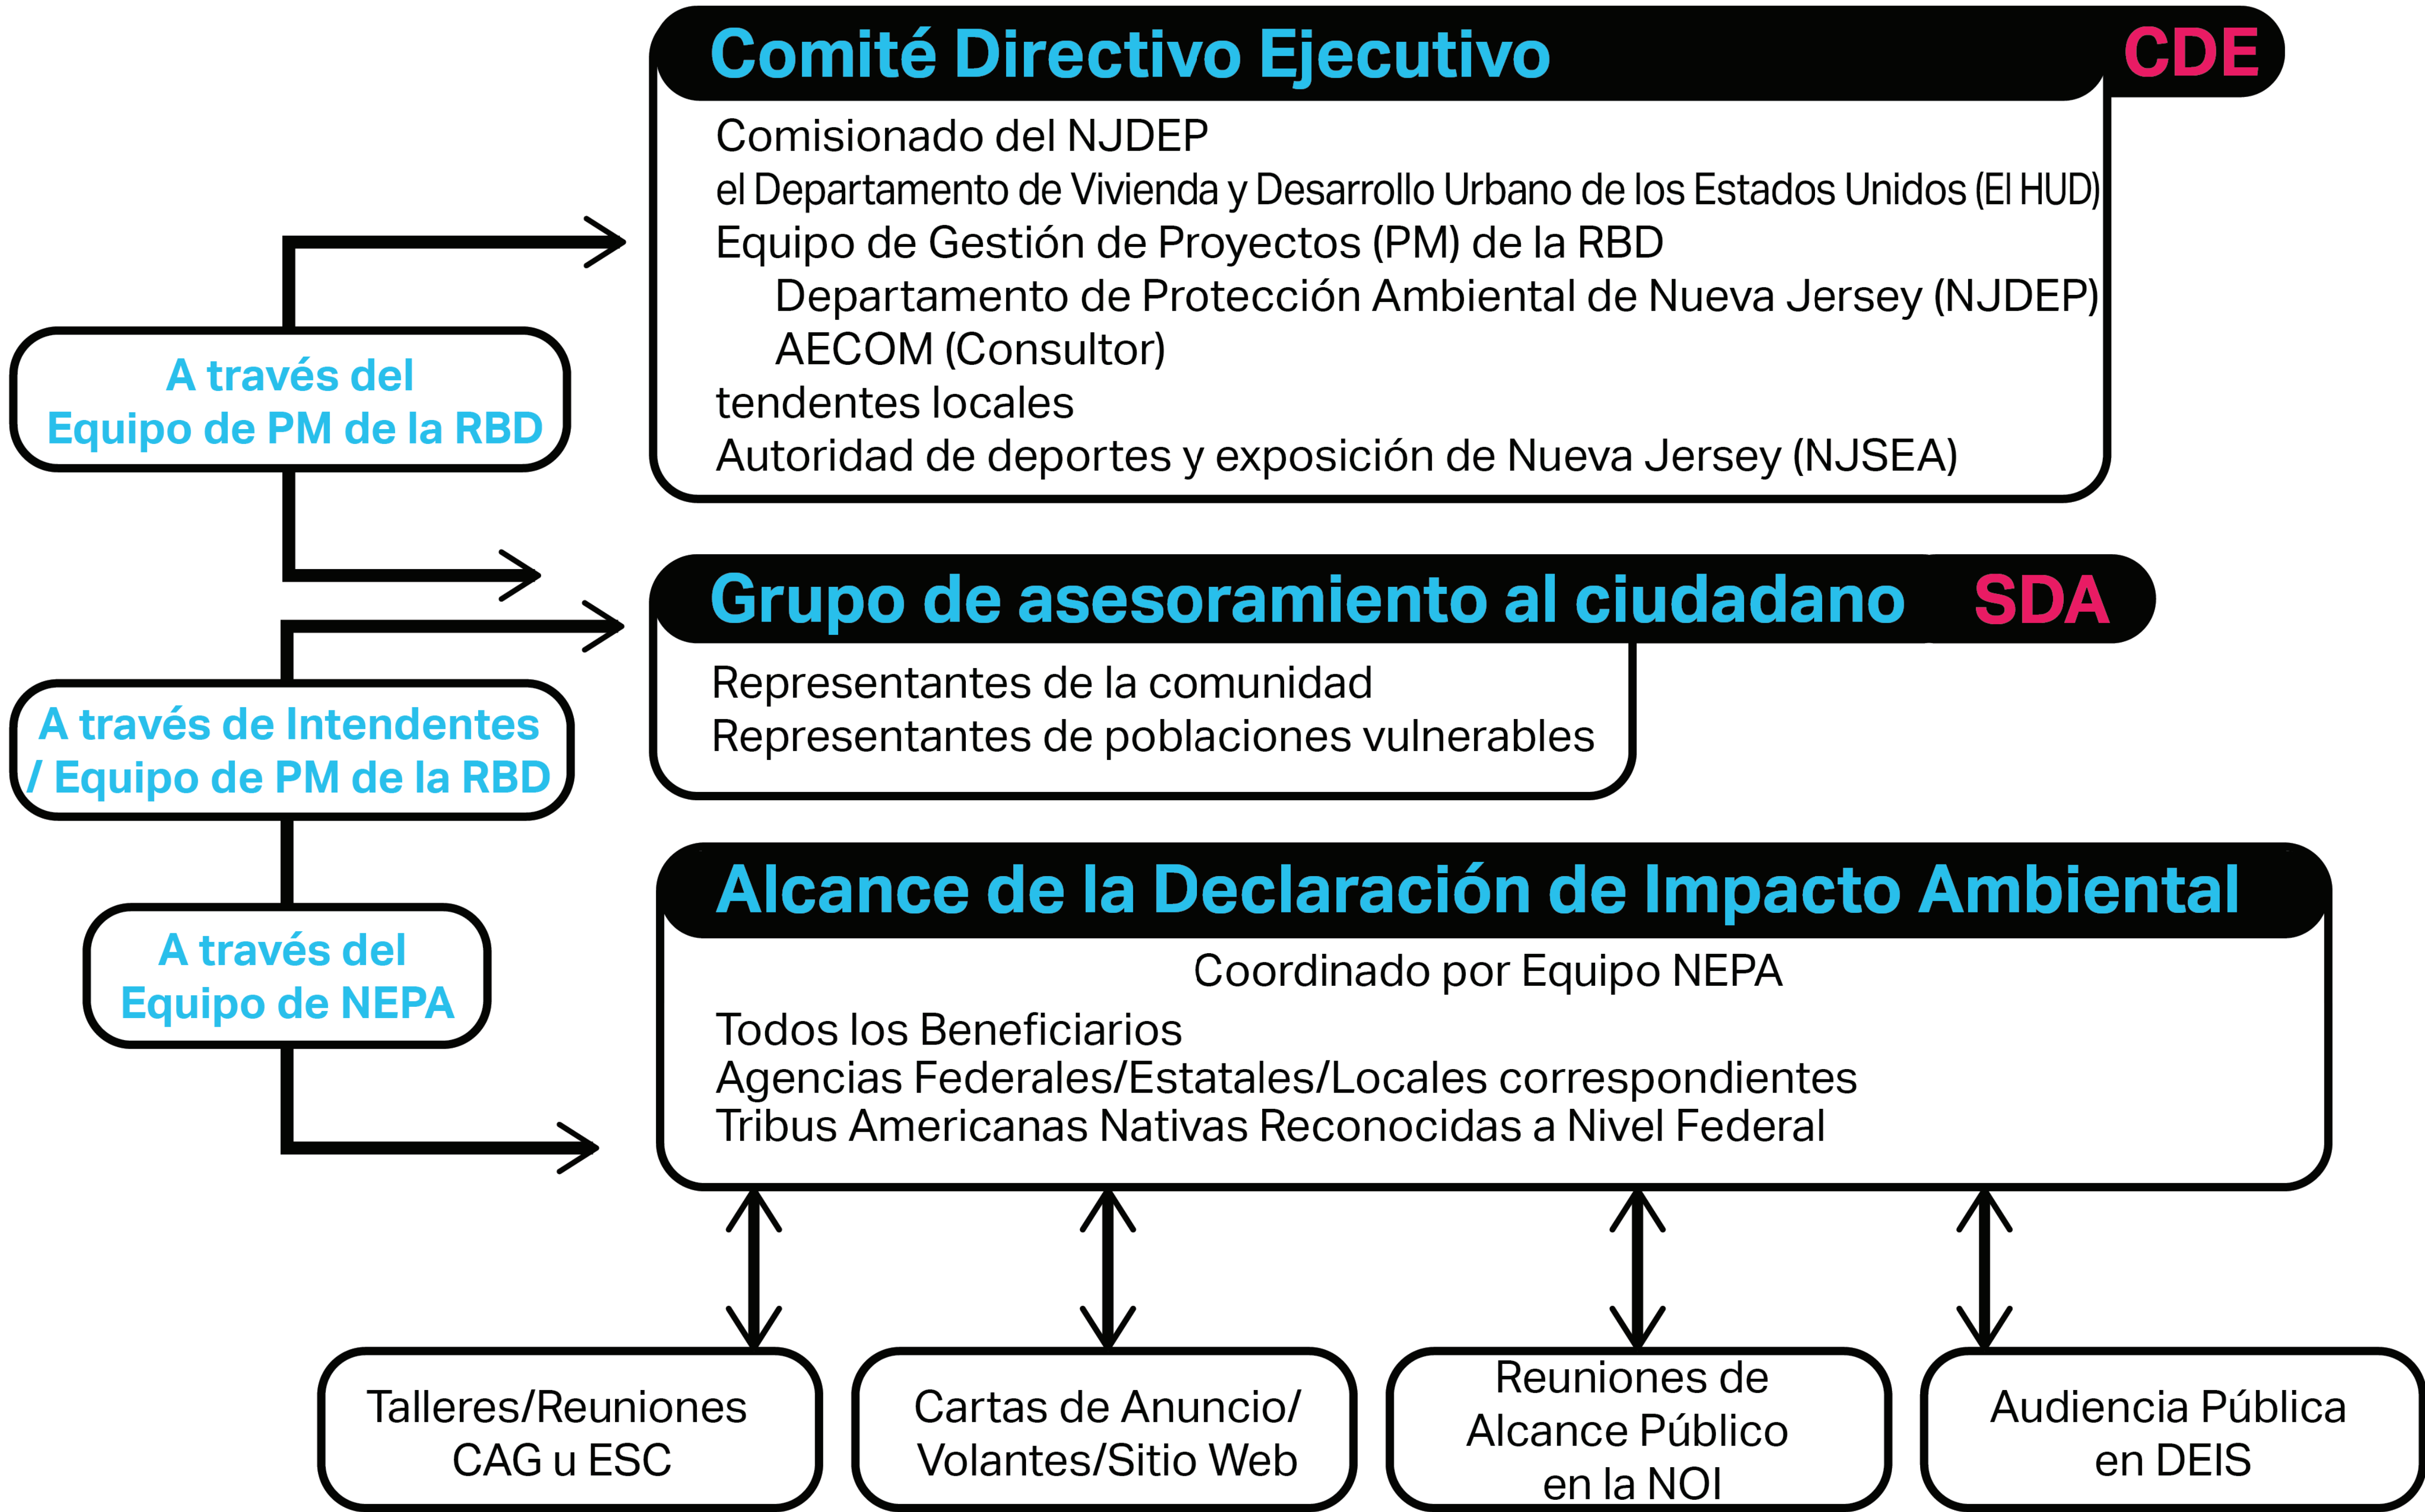 Comité Directivo Ejecutivo CDE
Comisionado del NJDEP
el Departamento de Vivienda y Desarrollo Urbano de los Estados Unidos (El HUD)
Equipo de Gestión de Proyectos (PM) de la RBD
Departamento de Protección Ambiental de Nueva Jersey (NJDEP)
AECOM (Consultor)
tendentes locales
Autoridad de deportes y exposición de Nueva Jersey (NJSEA)
A través del
Equipo de PM de la RBD
Grupo de asesoramiento al ciudadano SDA
Representantes de la comunidad
Representantes de poblaciones vulnerables
A través de Intendentes
/ Equipo de PM de la RBD
A través del
Equipo de NEPA
Alcance de la Declaración de Impacto Ambiental
Coordinado por Equipo NEPA
Todos los Beneficiarios
Agencias Federales/Estatales/Locales correspondientes
Tribus Americanas Nativas Reconocidas a Nivel Federal
Talleres/Reuniones
CAG u ESC
Cartas de Anuncio/
Volantes/Sitio Web
Reuniones de
Alcance Público
en la NOI
Audiencia Pública
en DEIS